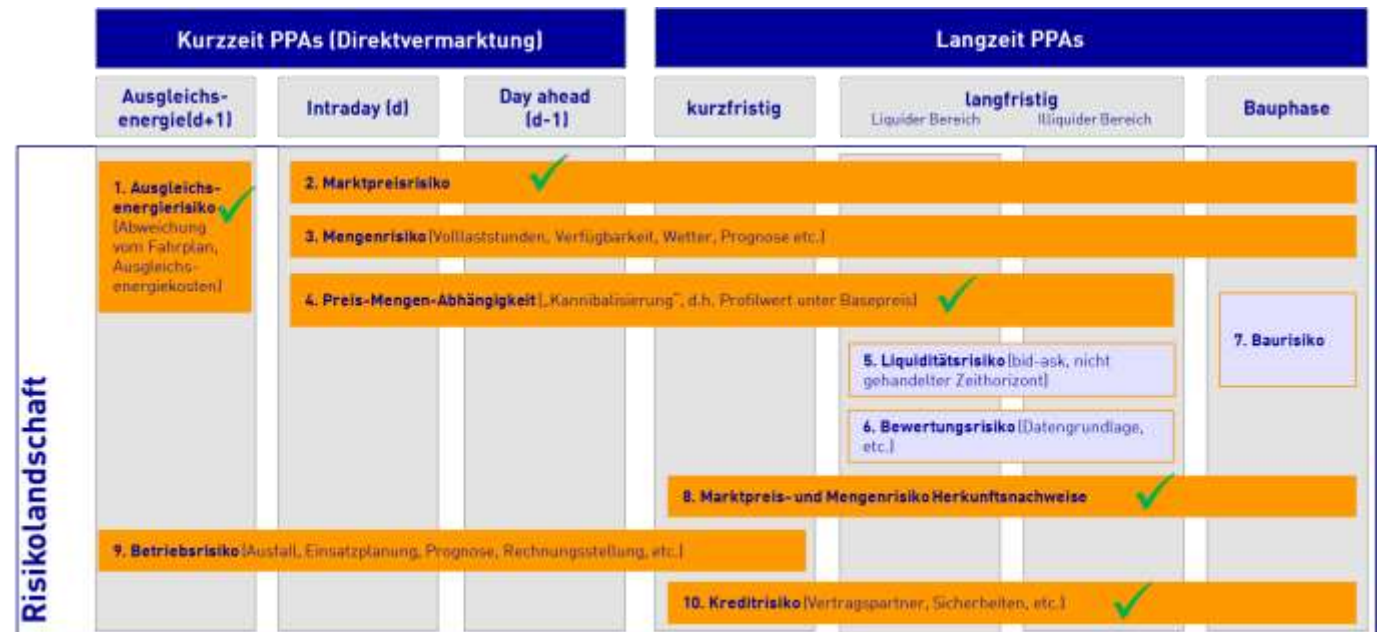 Kurzzeit PPAs (Direktvermarktung)
Langzeit PPAs
Ausgleichs-
energie(d+1)
Intraday (d)
Day ahead
(d-1)
kurzfristig
langfristig
Liquider Bereich
Illiquider Bereich
Bauphase
Risikolandschaft
1. Ausgleichs-
energierisiko
(Abweichung
vom Fahrplan,
Ausgleichs-
energiekosten)
2. Marktpreisrisiko
3. Mengenrisiko (Volllaststunden, Verfügbarkeit, Wetter, Prognose etc.)
4. Preis-Mengen-Abhängigkeit („Kannibalisierung“, d.h. Profilwert unter Basepreis)
5. Liquiditätsrisiko (bid-ask, nicht
gehandelter Zeithorizont)
6. Bewertungsrisiko (Datengrundlage,
etc.)
7. Baurisiko
8. Marktpreis- und Mengenrisiko Herkunftsnachweise
9. Betriebsrisiko (Ausfall, Einsatzplanung, Prognose, Rechnungsstellung, etc.)
10. Kreditrisiko (Vertragspartner, Sicherheiten, etc.)